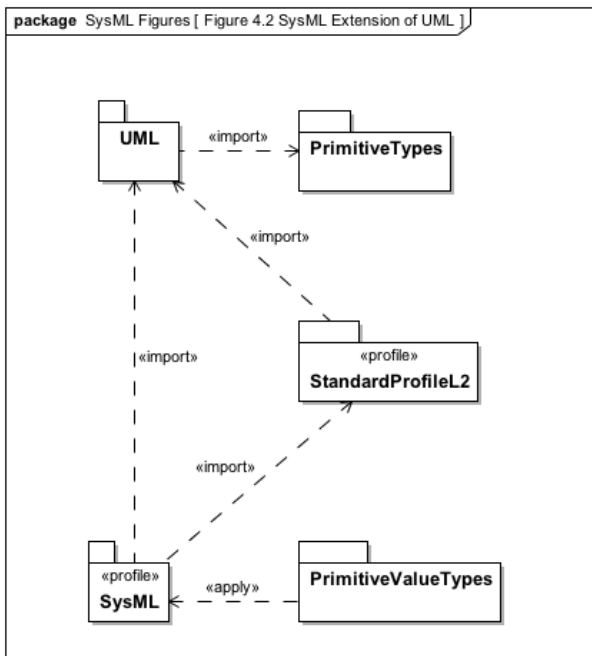 package SysML Figures [ Figure 4.2 SysML Extension of UML ]
UML
«import»
PrimitiveTypes
«import»
«profile»
StandardProfileL2
«import»
«import»
«profile»
SysML
«apply»
PrimitiveValueTypes